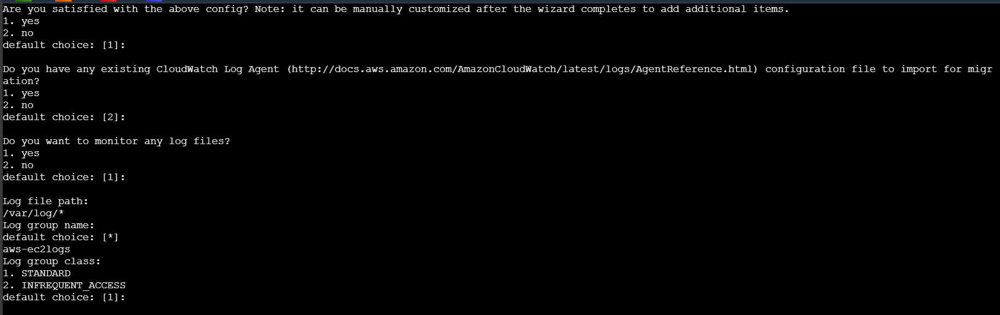 Are you satisfied with the above config? Note: it can be manually customized after the wizard completes to add additional items.
1. yes
2. no
default choice: [1]:
Do you have any existing CloudWatch Log Agent (http://docs.aws.amazon.com/AmazonCloudWatch/latest/logs/AgentReference.html) configuration file to import for migr
ation?
1. yes
2. no
default choice: [2]:
Do you want to monitor any log files?
1. yes
2. no
default choice: [1]:
Log file path:
/var/log/*
Log group name:
default choice: [*]
aws-ec2logs
Log group class:
1. STANDARD
2. INFREQUENT_ACCESS
default choice: [1]: